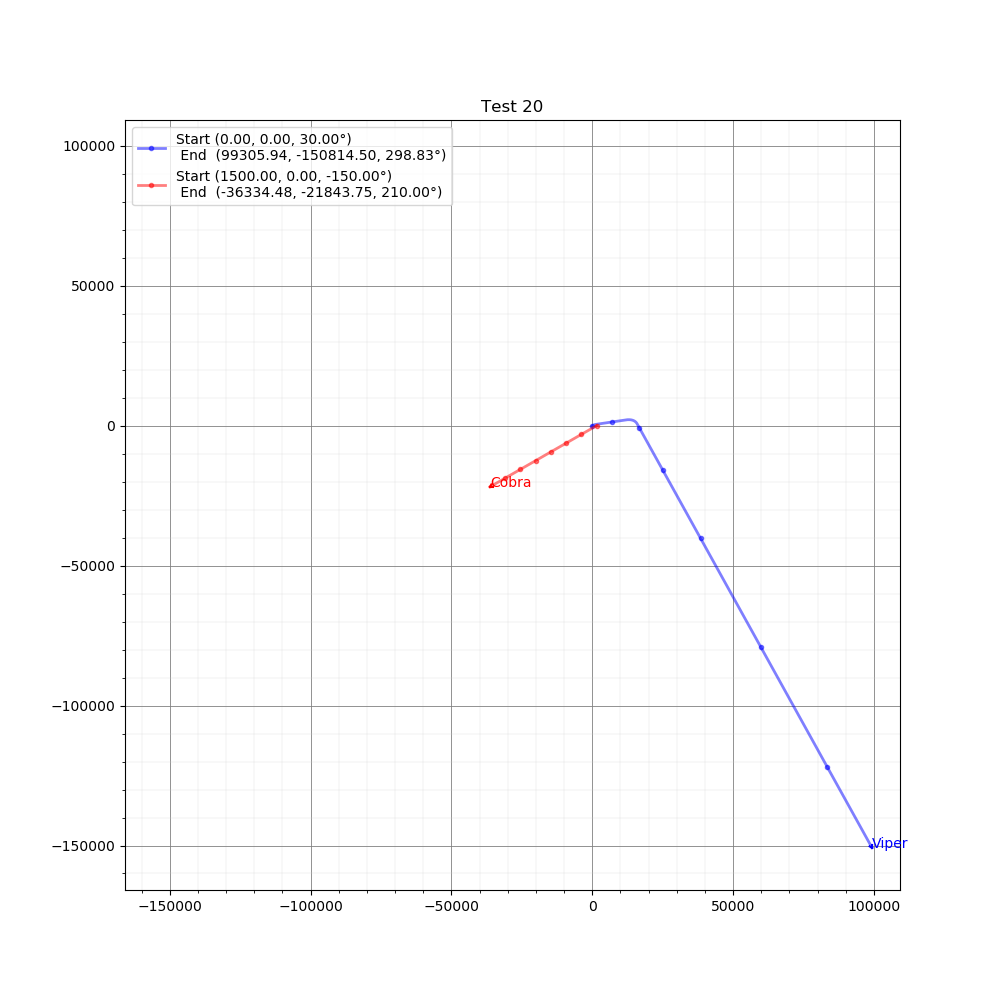 Test 20
Start (0.00, 0.00, 30.00°)
End (99305.94, -150814.50, 298.83°)
Start (1500.00, 0.00, -150.00°)
End (-36334.48, -21843.75, 210.00°)
100000
50000
0
−50000
−100000
−150000
Cobra
Viper
−150000
−100000
−50000
0
50000
100000